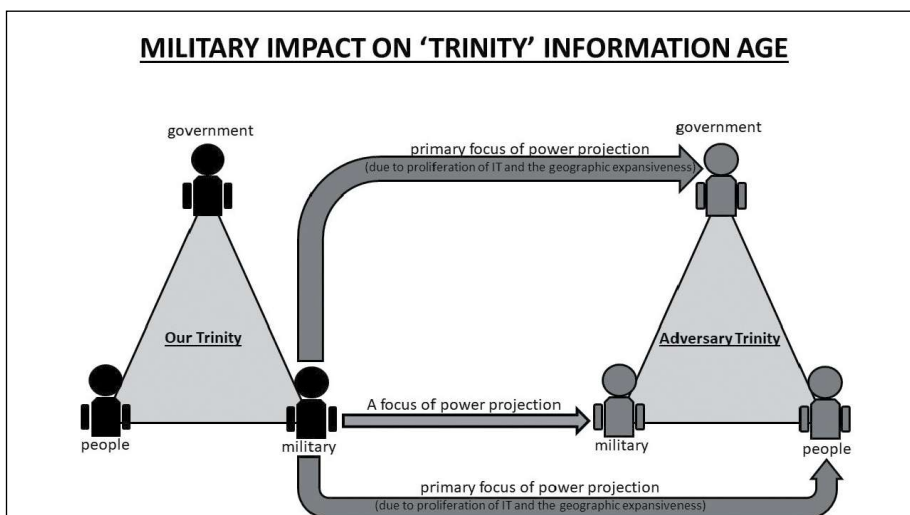 MILITARY IMPACT ON ‘TRINITY’ INFORMATION AGE
government
government
primary focus of power projection
(due to proliferation of IT and the geographic expansiveness)
Our Trinity
Adversary Trinity
A focus of power projection
people
military
military
people
primary focus of power projection
(due to proliferation of IT and the geographic expansiveness)